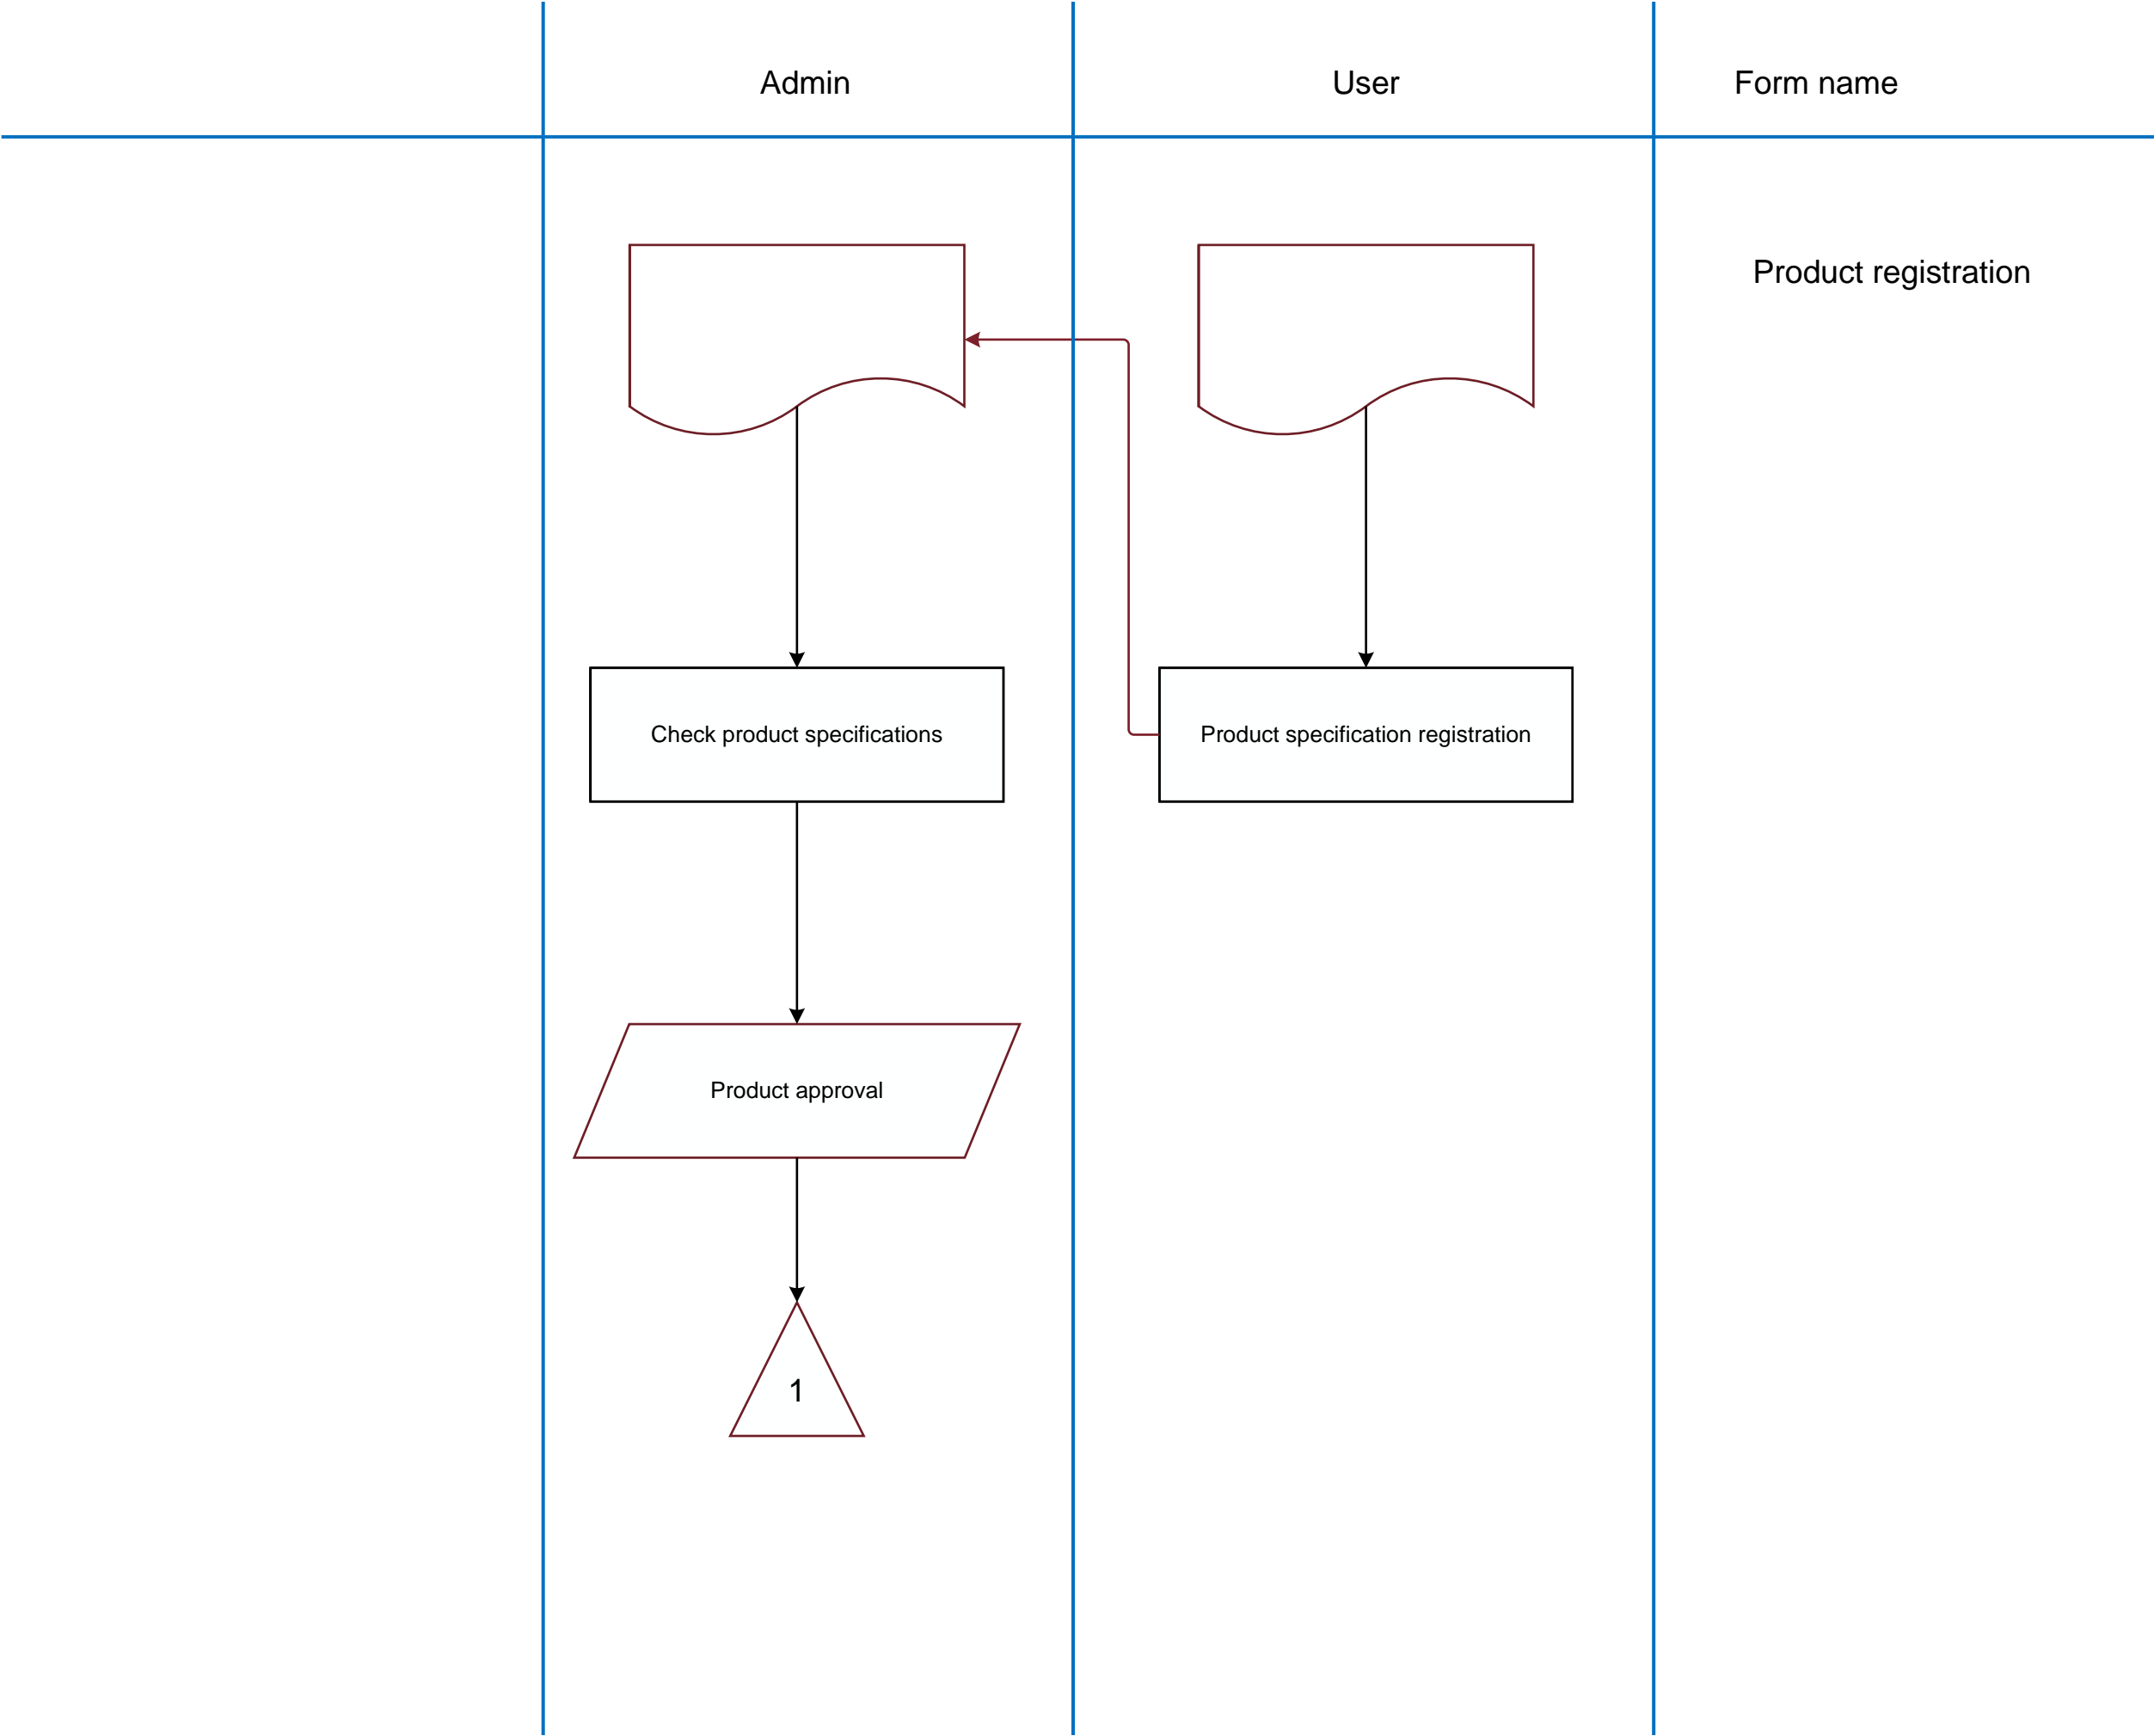 Admin
User
Form name
Product registration
Check product specifications
Product specification registration
Product approval
1